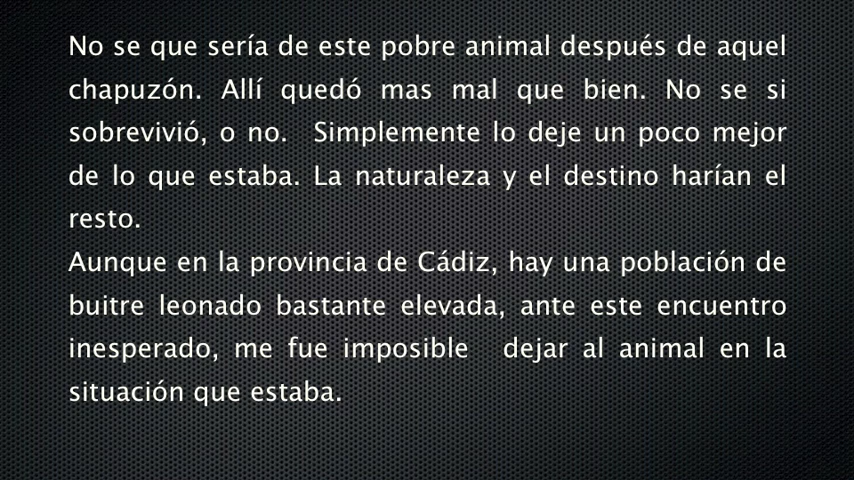 No se que sería de este pobre animal después de aquel
chapuzón. Allí quedó mas mal que bien. No se si
sobrevivió, o no. Simplemente lo deje un poco mejor
de lo que estaba. La naturaleza y el destino harían el
resto.
Aunque en la provincia de Cádiz, hay una población de
buitre leonado bastante elevada, ante este encuentro
inesperado, me fue imposible dejar al animal en la
situación que estaba.